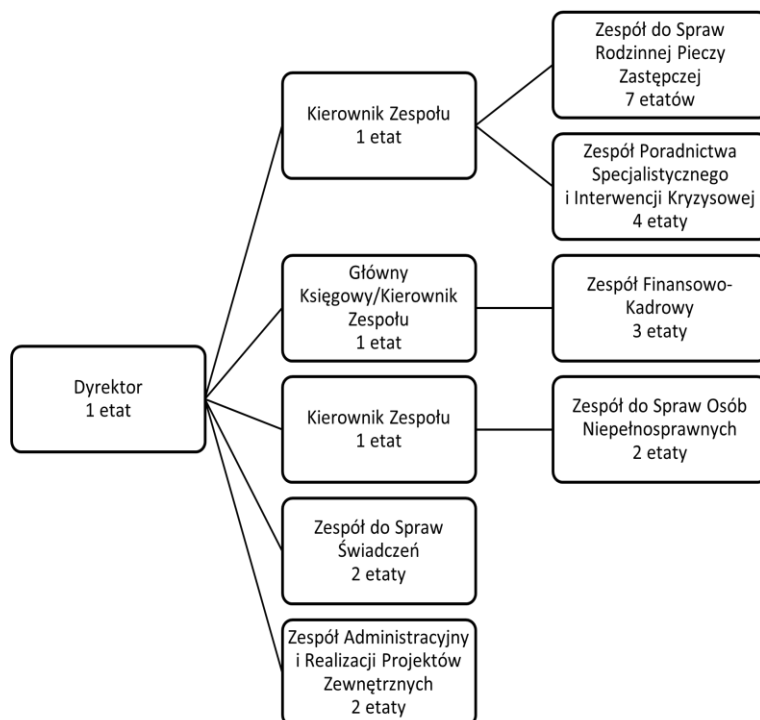 Dyrektor
1 etat
Kierownik Zespołu
1 etat
Zespół do Spraw
Rodzinnej Pieczy
Zastępczej
7 etatów
Zespół Poradnictwa
Specjalistycznego
i Interwencji Kryzysowej
4 etaty
Główny
Księgowy/Kierownik
Zespołu
1 etat
Zespół Finansowo-
Kadrowy
3 etaty
Kierownik Zespołu
1 etat
Zespół do Spraw Osób
Niepełnosprawnych
2 etaty
Zespół do Spraw
Świadczeń
2 etaty
Zespół Administracyjny
i Realizacji Projektów
Zewnętrznych
2 etaty